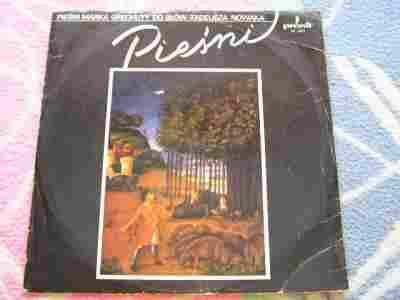 PIEŚNI MARKA GRECHUTY DO SŁÓW TADEUSZA NOWAKA
Pieśni
pronit